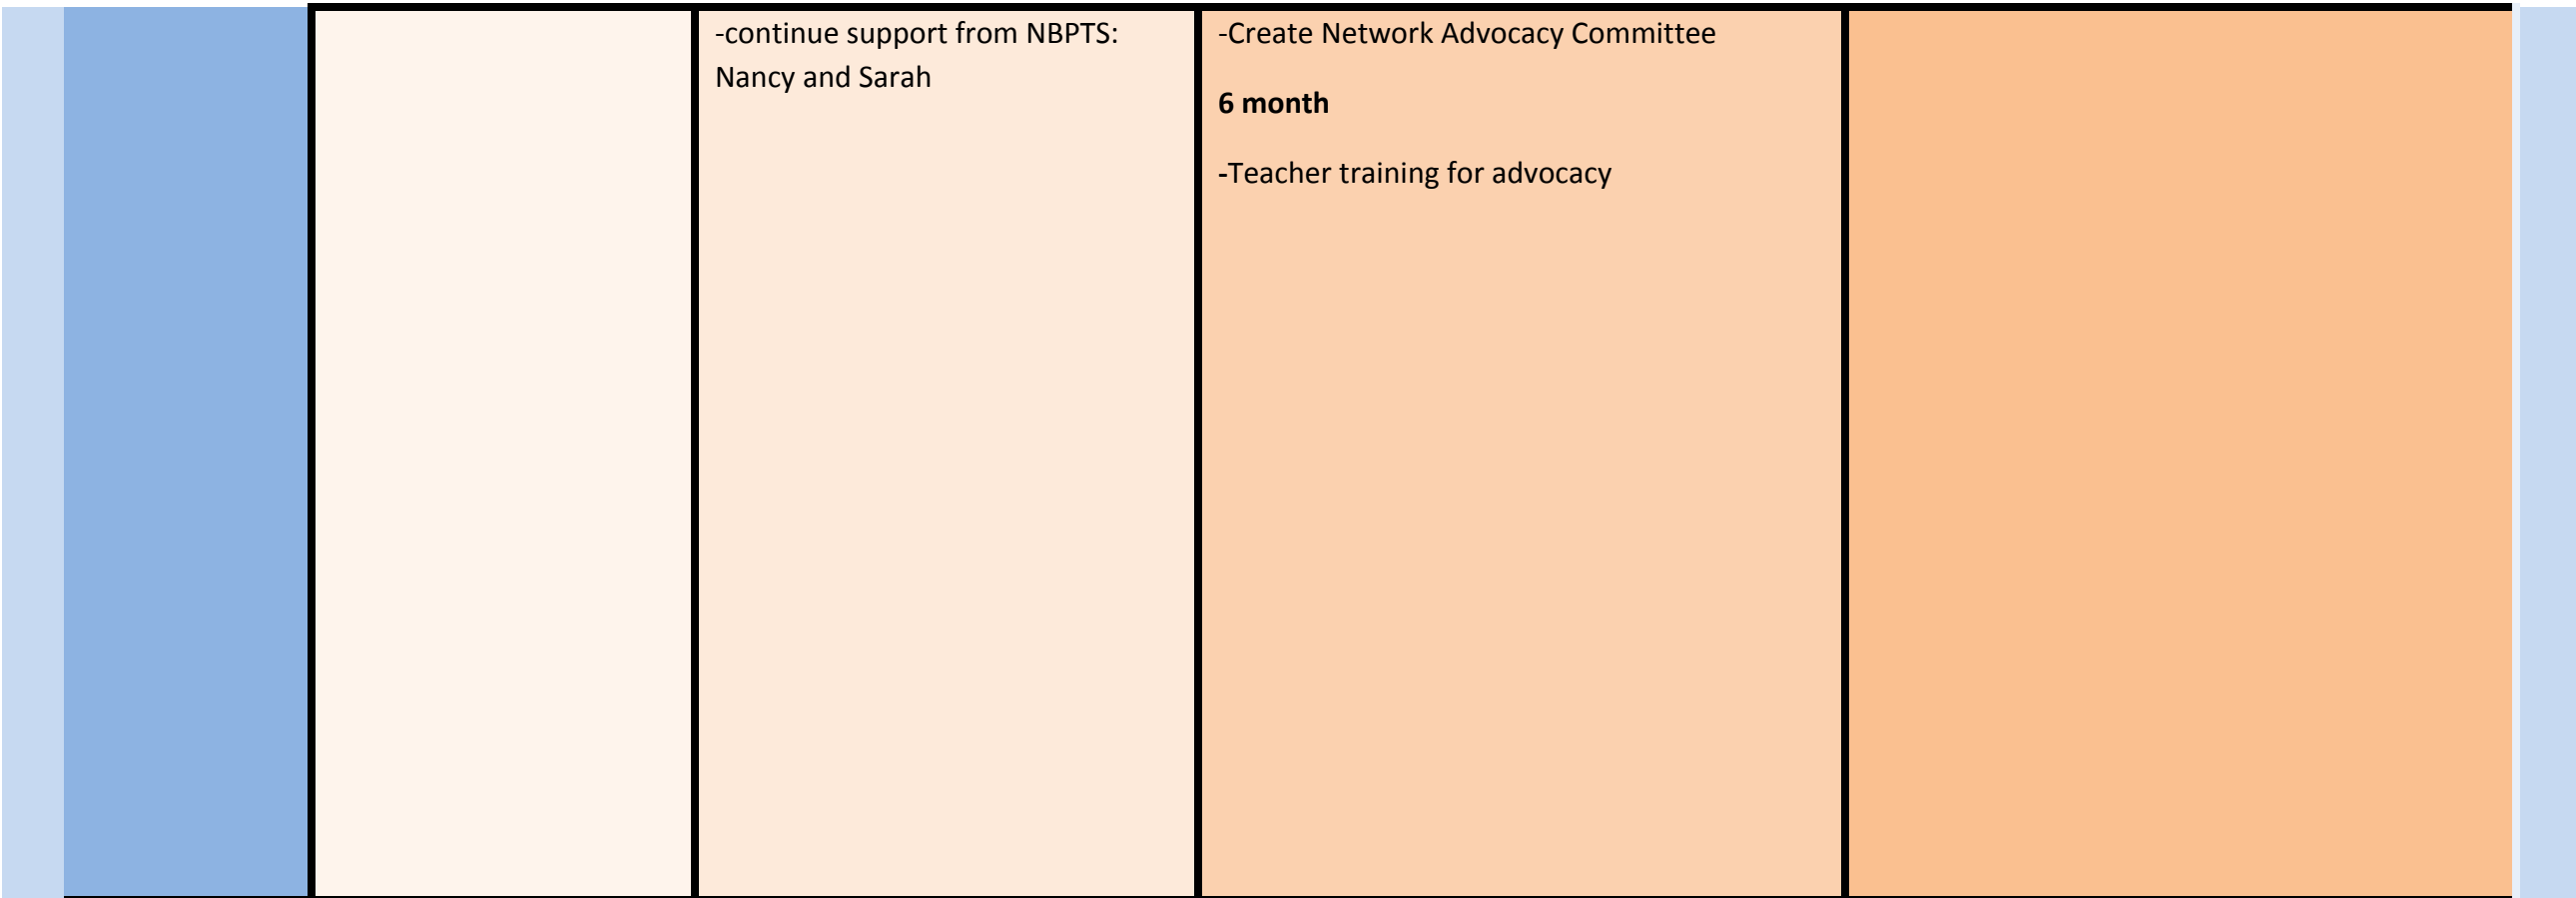 -continue support from NBPTS:
Nancy and Sarah
-Create Network Advocacy Committee
6 month
-Teacher training for advocacy